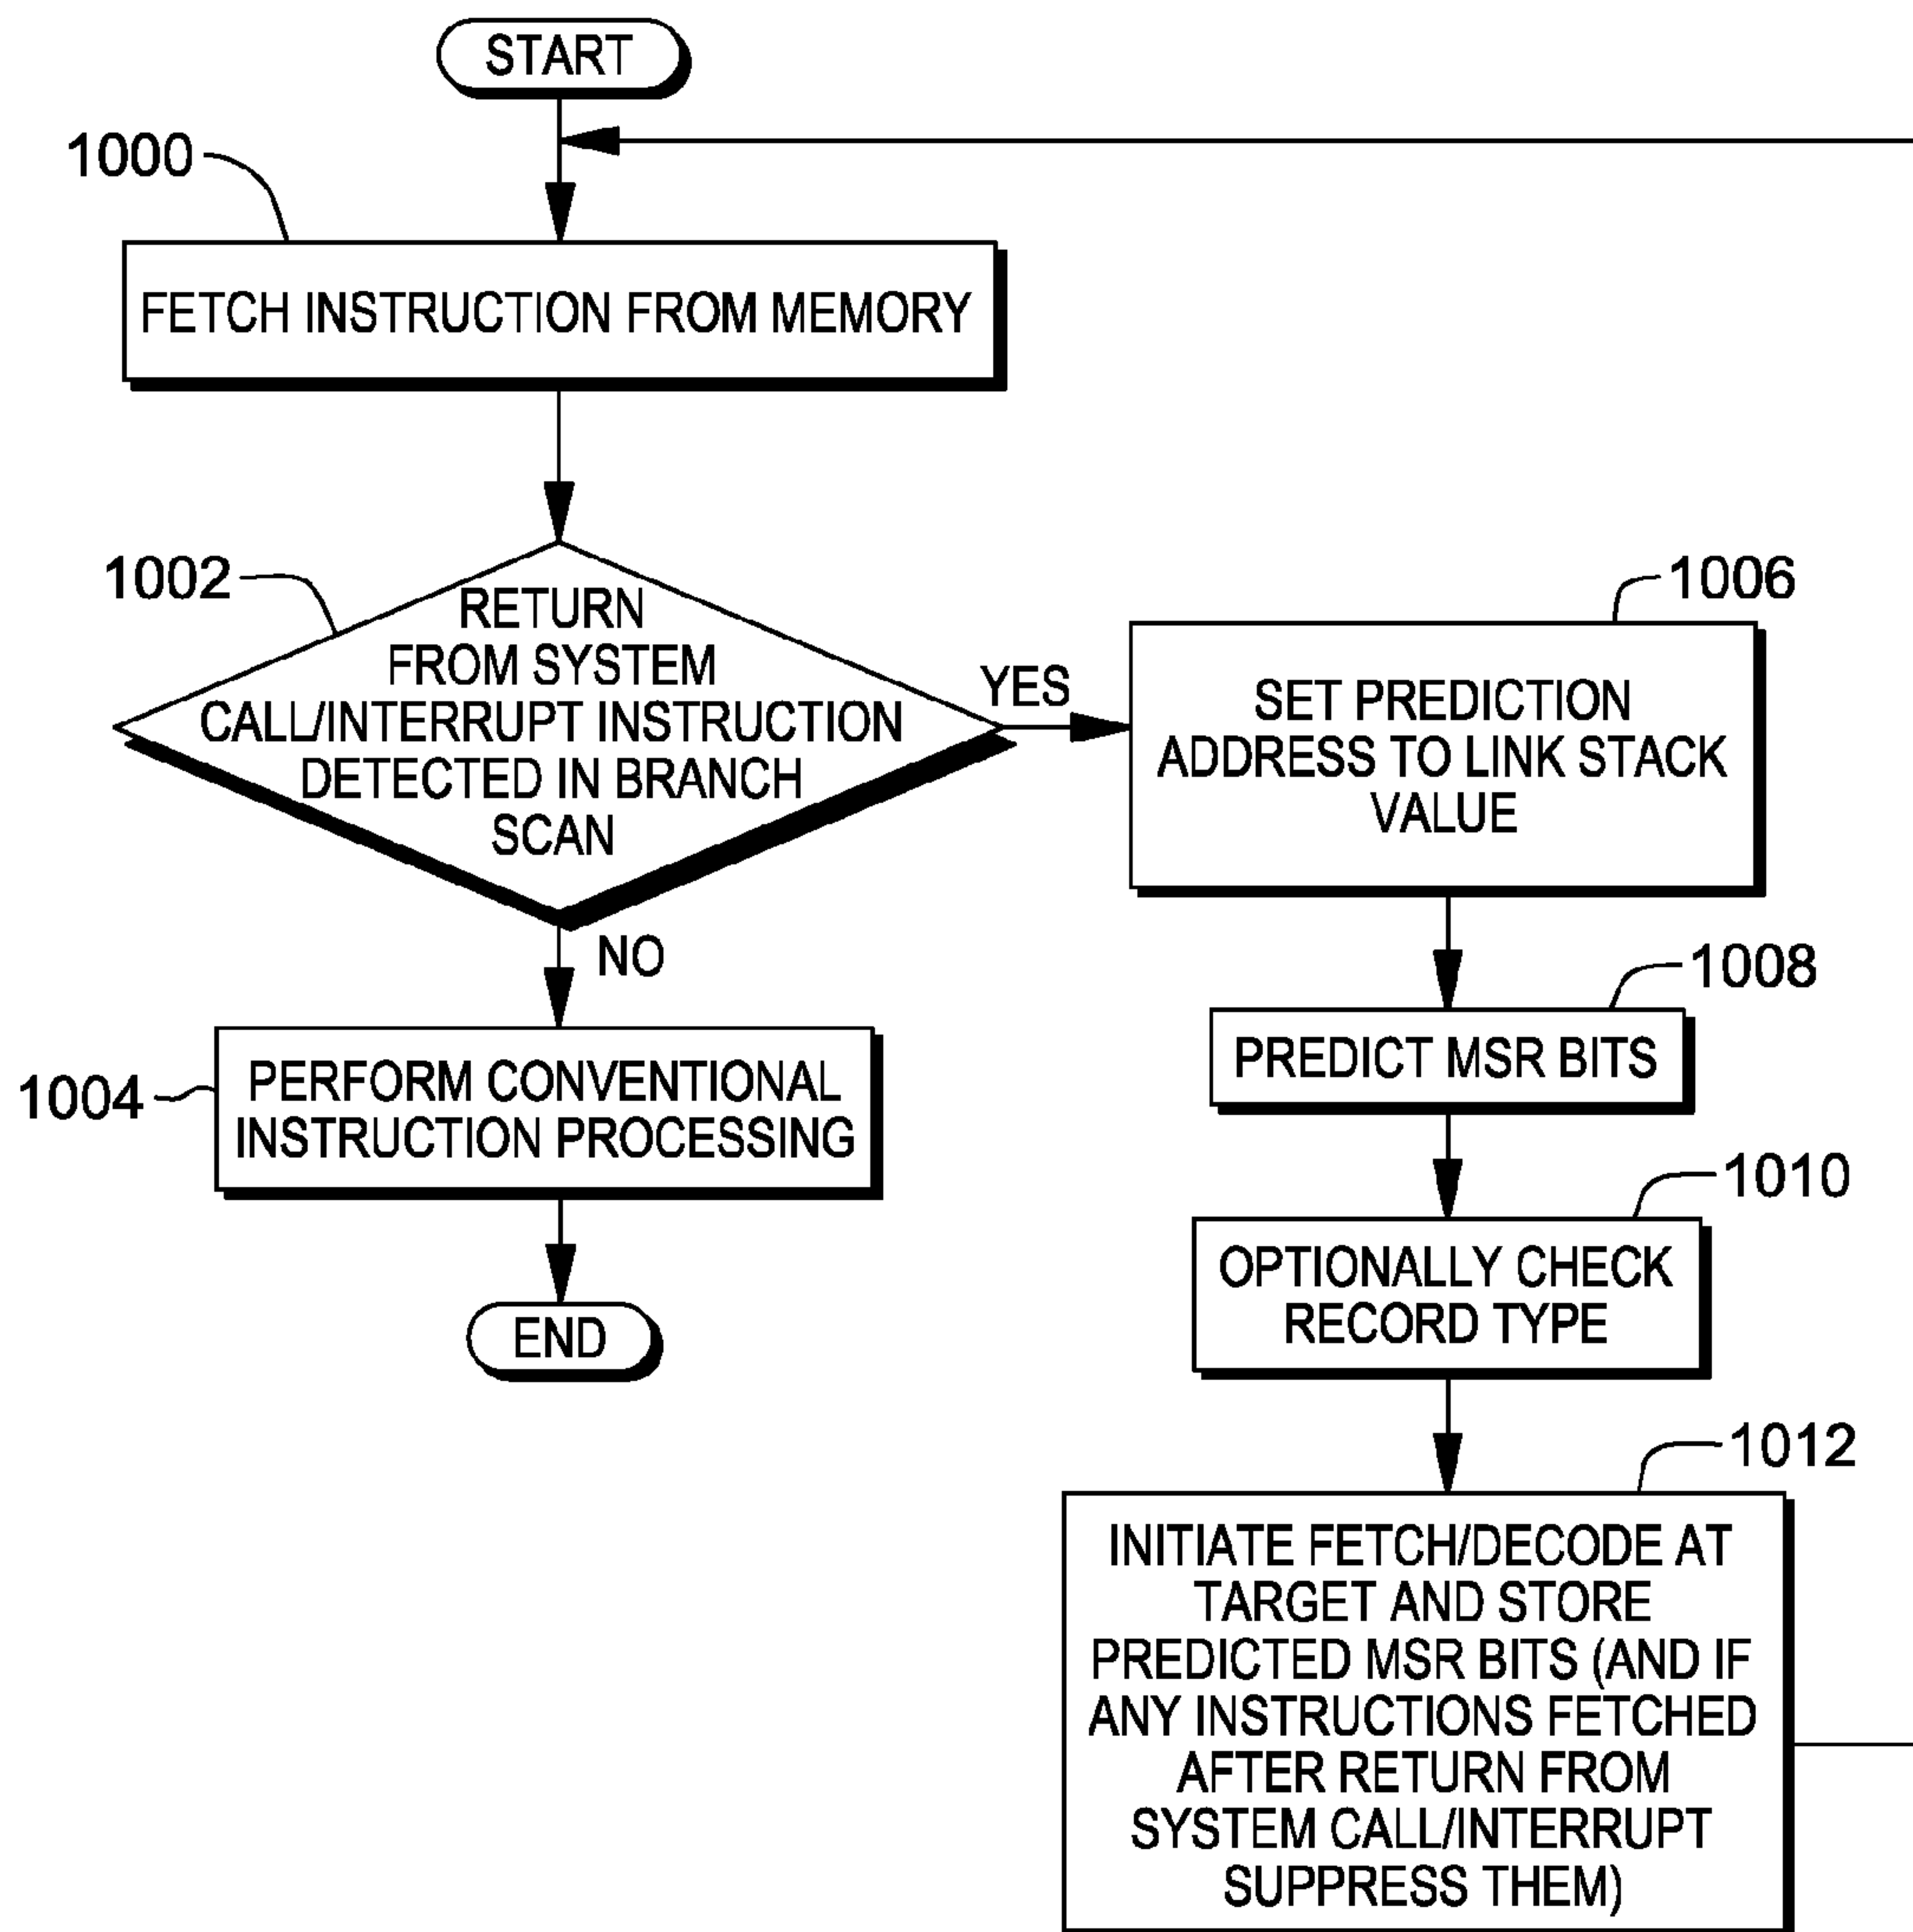 START
1000
FETCH INSTRUCTION FROM MEMORY
1002
RETURN
FROM SYSTEM
CALL/INTERRUPT INSTRUCTION
DETECTED IN BRANCH
SCAN
YES
NO
1004
PERFORM CONVENTIONAL
INSTRUCTION PROCESSING
END
1006
SET PREDICTION
ADDRESS TO LINK STACK
VALUE
1008
PREDICT MSR BITS
1010
OPTIONALLY CHECK
RECORD TYPE
1012
INITIATE FETCH/DECODE AT
TARGET AND STORE
PREDICTED MSR BITS (AND IF
ANY INSTRUCTIONS FETCHED
AFTER RETURN FROM
SYSTEM CALL/INTERRUPT
SUPPRESS THEM)